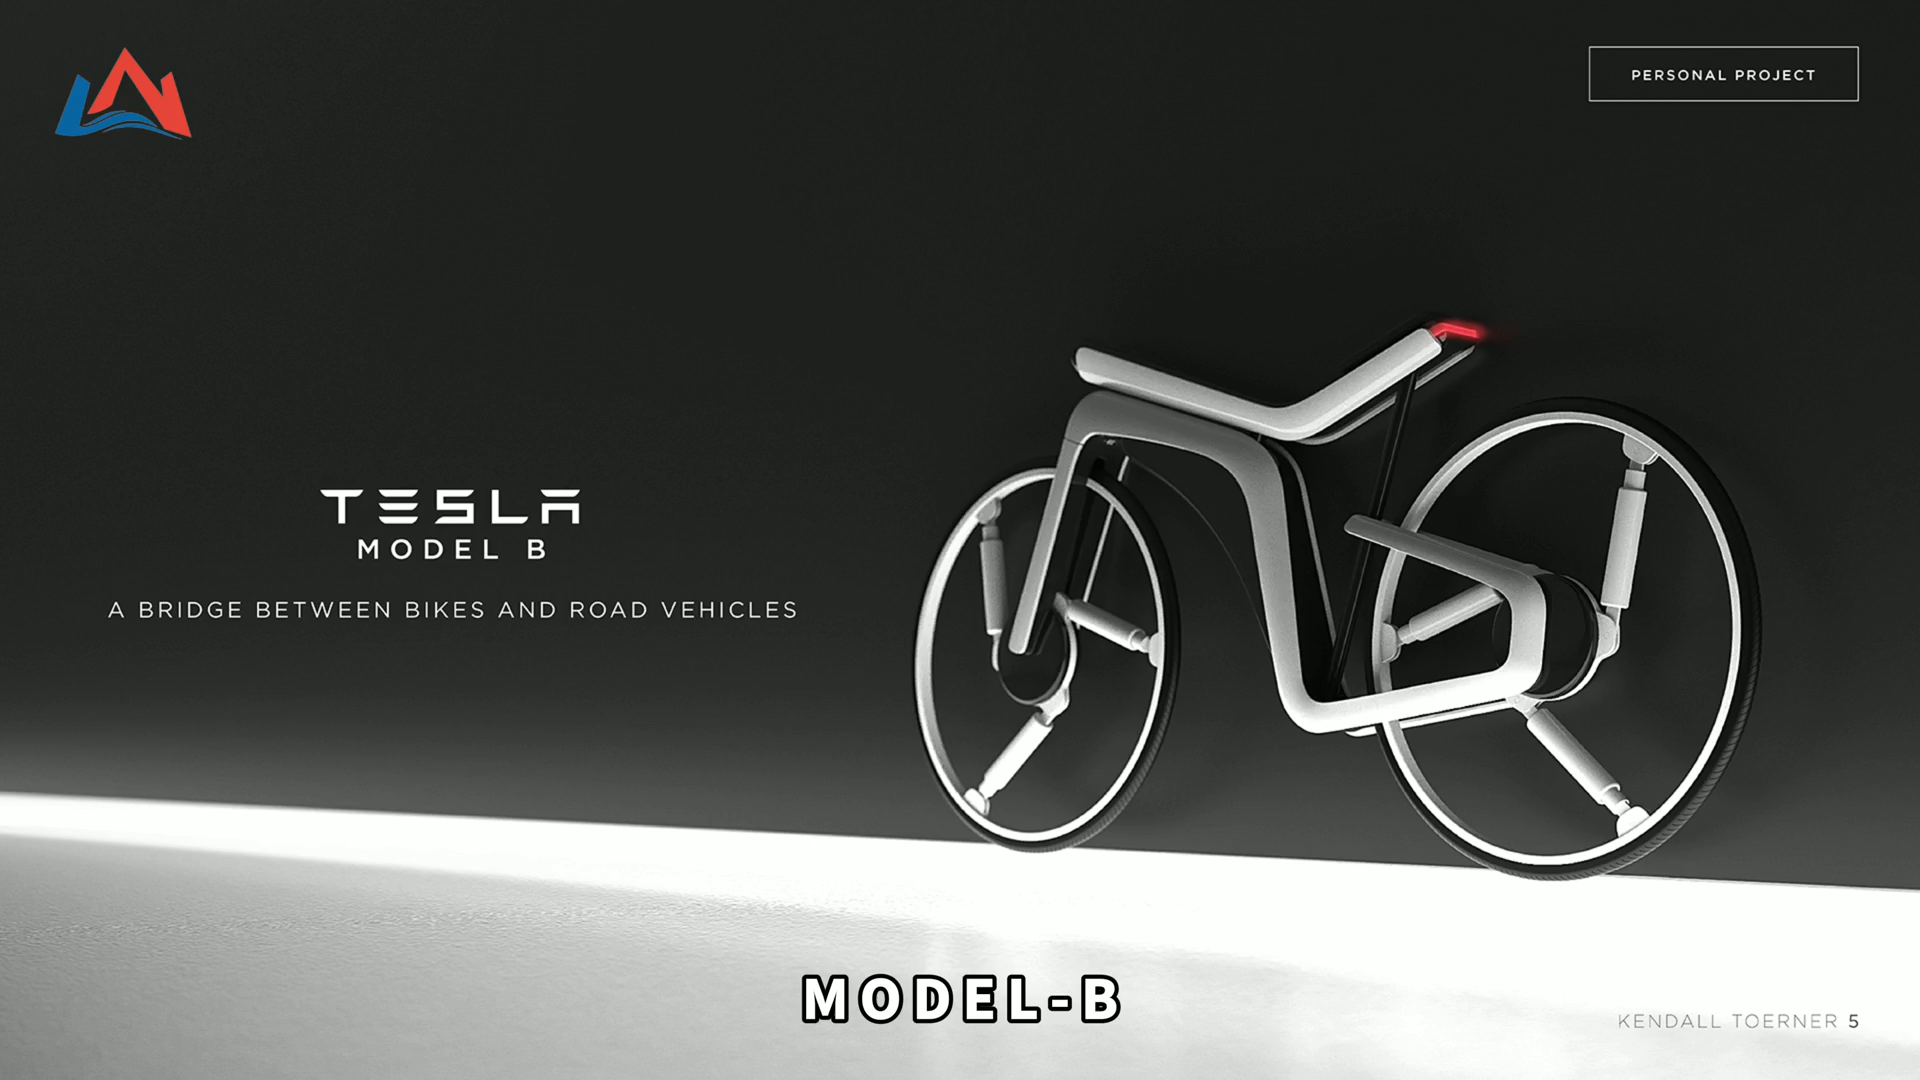 PERSONAL PROJECT
TESLA
MODEL B
A BRIDGE BETWEEN BIKES AND ROAD VEHICLES
MODEL-B
KENDALL TOERNER 5